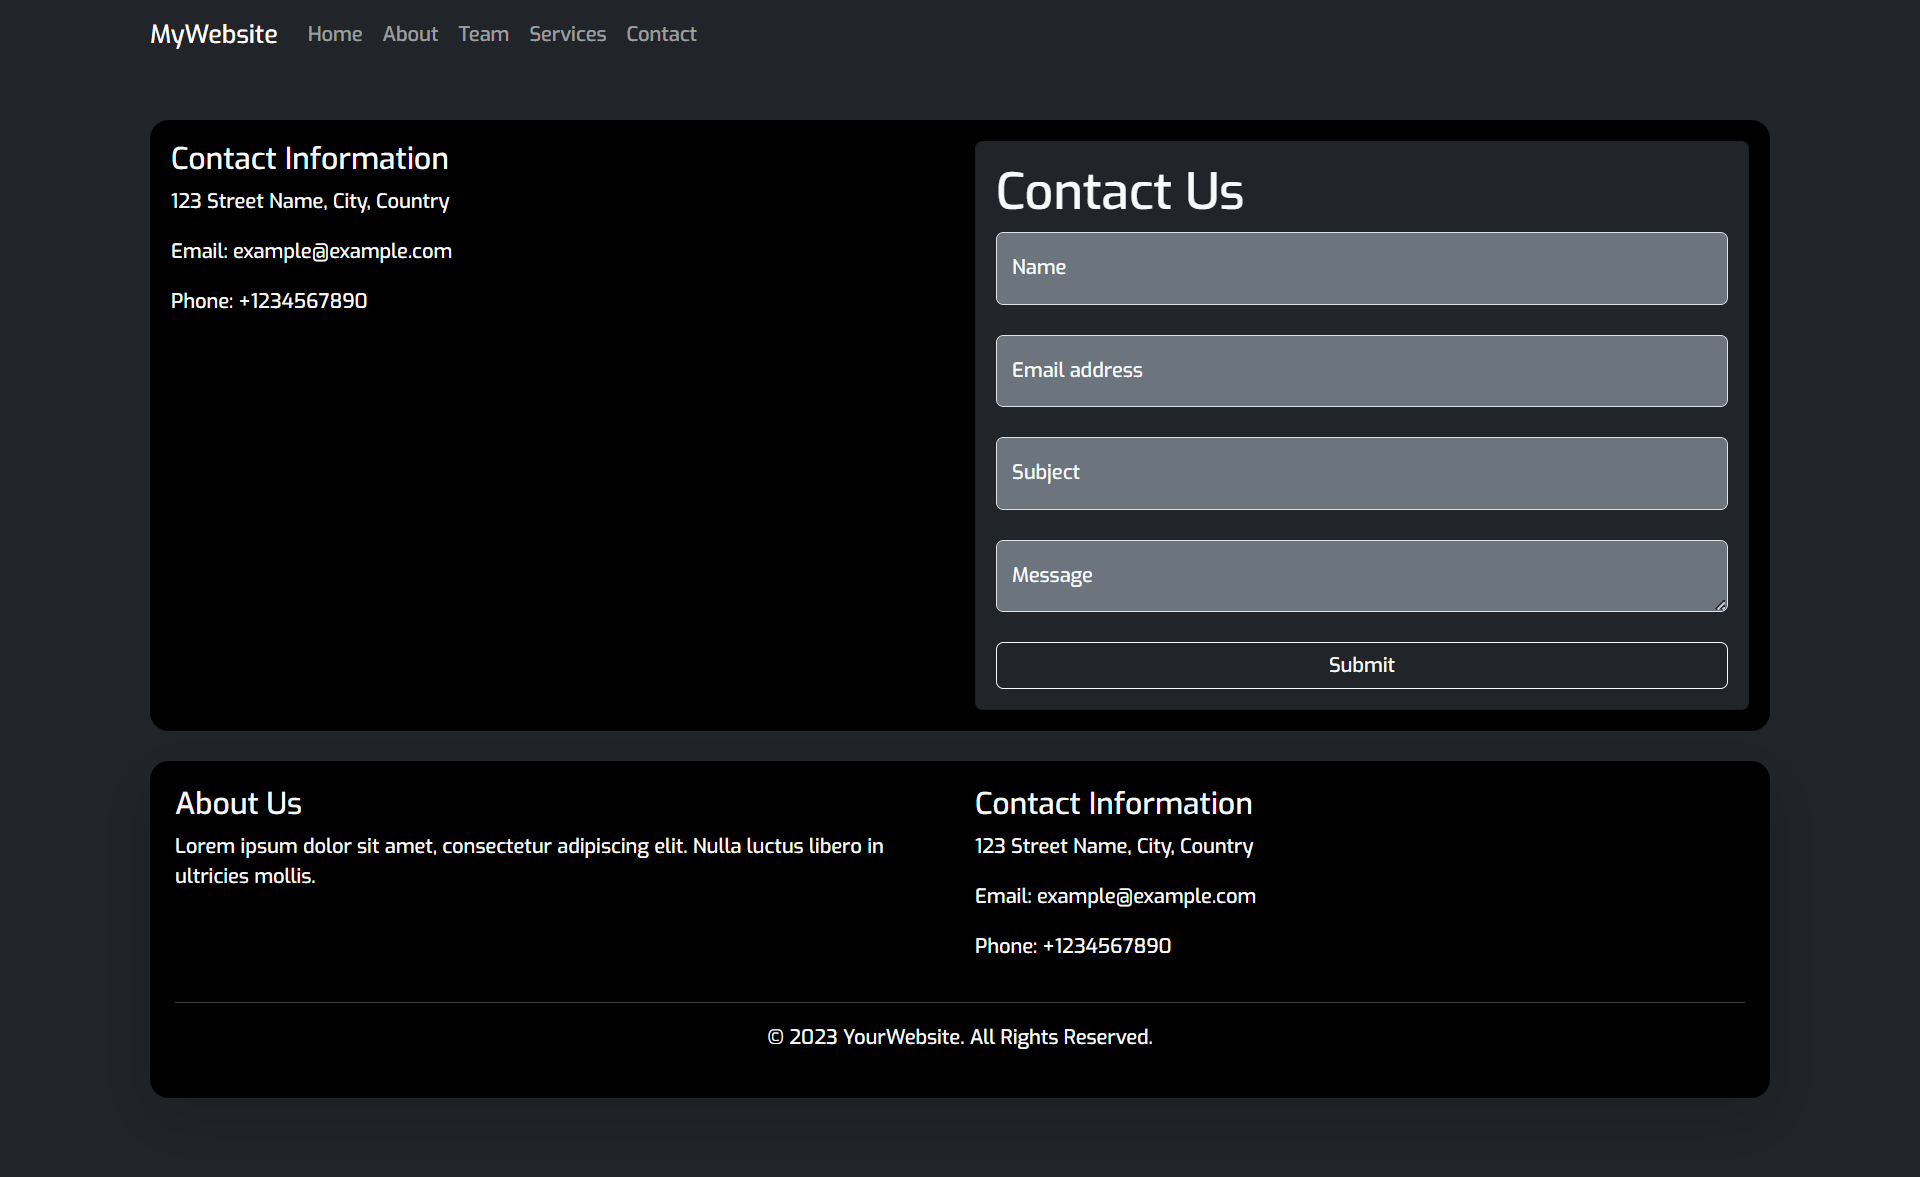 MyWebsite Home About Team Services Contact
Contact Information
123 Street Name, City, Country
Email: example@example.com
Phone: +1234567890
Contact Us
Name
Email address
Subject
Message
Submit
About Us
Lorem ipsum dolor sit amet, consectetur adipiscing elit. Nulla luctus libero in
ultricies mollis.
Contact Information
123 Street Name, City, Country
Email: example@example.com
Phone: +1234567890
© 2023 YourWebsite. All Rights Reserved.